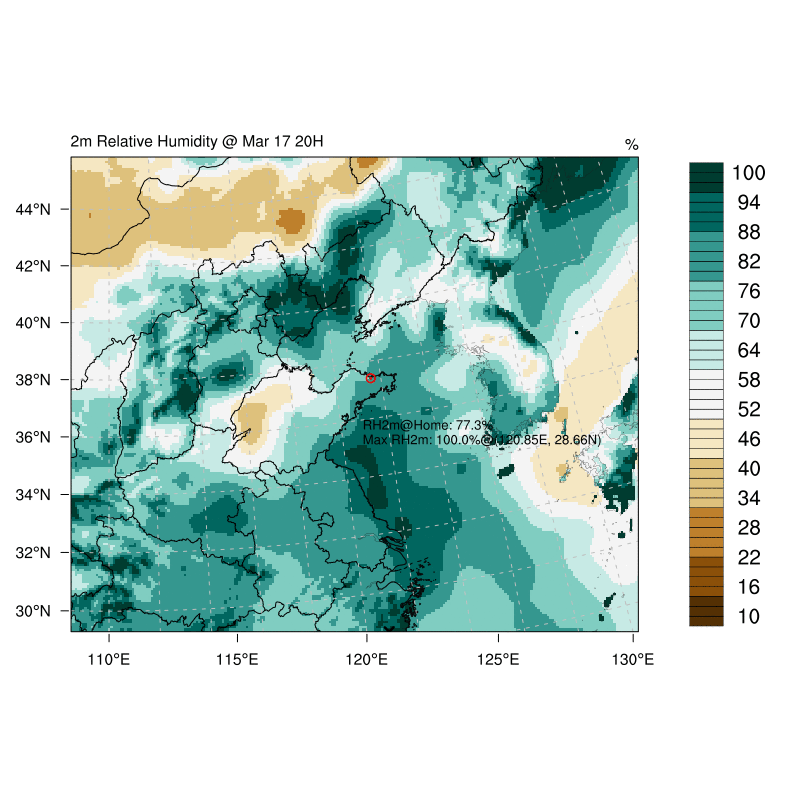 2m Relative Humidity @ Mar 17 20H
%
44°N
42°N
40°N
38°N
36°N
34°N
32°N
30°N
110°E
115°E
120°E
125°E
130°E
RH2m@Home: 77.3%
Max RH2m: 100.0%@(120.85E, 28.66N)
100
94
88
82
76
70
64
58
52
46
40
34
28
22
16
10